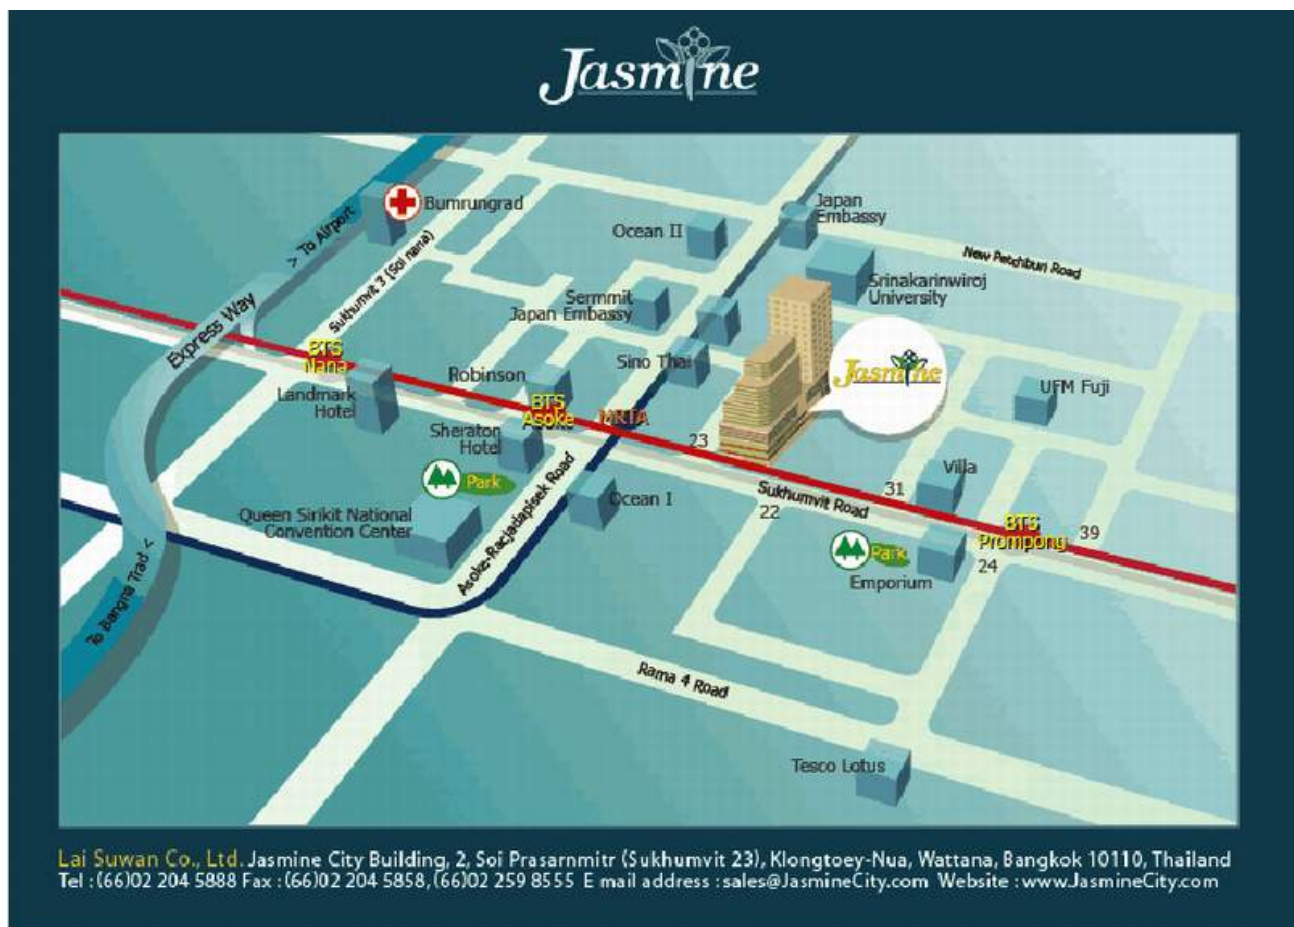 Jasmine
Bumrungrad
Japan
Embassy
> To Airport
Ocean II
Sukhumvit 3 (Soi nana)
New Petchburi Road
Srinakarinwiroj
University
Sermmit
Japan Embassy
Express Way
BTS
Nana
Sino Thai
Robinson
Jasmine
UFM Fuji
Landmark
Hotel
BTS
Asoke
MRTA
Sheraton
Hotel
23
Villa
Park
31
Sukhumvit Road
Ocean I
22
Queen Sirikit National
Convention Center
Asoke-Racjadapisek Road
BTS
Prompong
39
Park
24
Emporium
To Bangna Trad <
Rama 4 Road
Tesco Lotus
Lai Suwan Co., Ltd. Jasmine City Building, 2, Soi Prasarnmitr (Sukhumvit 23), Klongtoey-Nua, Wattana, Bangkok 10110, Thailand
Tel : (66)02 204 5888 Fax : (66)02 204 5858, (66)02 259 8555 E mail address : sales@JasmineCity.com Website : www.JasmineCity.com